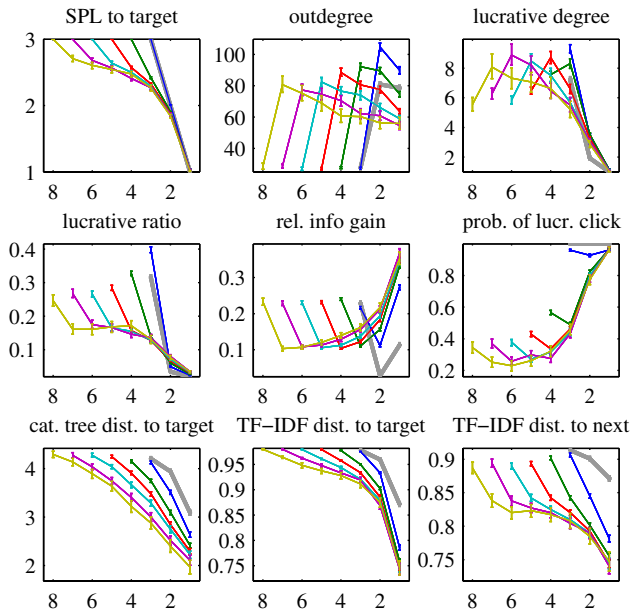 SPL to target outdegree lucrative degree
3 100 8
80 6
2 60 4
40 2
1
8 6 4 2 8 6 4 2 8 6 4 2
lucrative ratio rel. info gain prob. of lucr. click
0.4 0.3 0.8
0.3 0.6
0.2 0.2 0.4
0.1 0.1 0.2
8 6 4 2 8 6 4 2 8 6 4 2
cat. tree dist. to target TF−IDF dist. to target TF−IDF dist. to next
4 0.95 0.9
0.9
3 0.85 0.85
0.8 0.8
2 0.75 0.75
8 6 4 2 8 6 4 2 8 6 4 2